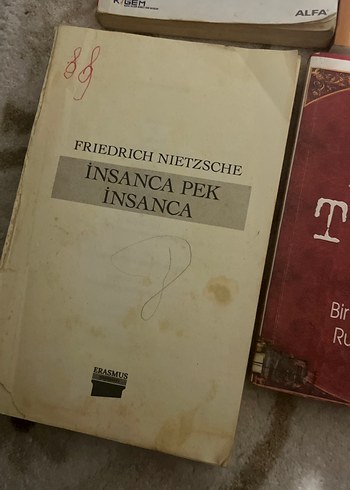 ALFA
88
FRIEDRICH NIETZSCHE
İNSANCA PEK
İNSANCA
ERASMUS
T
Bir
Ru